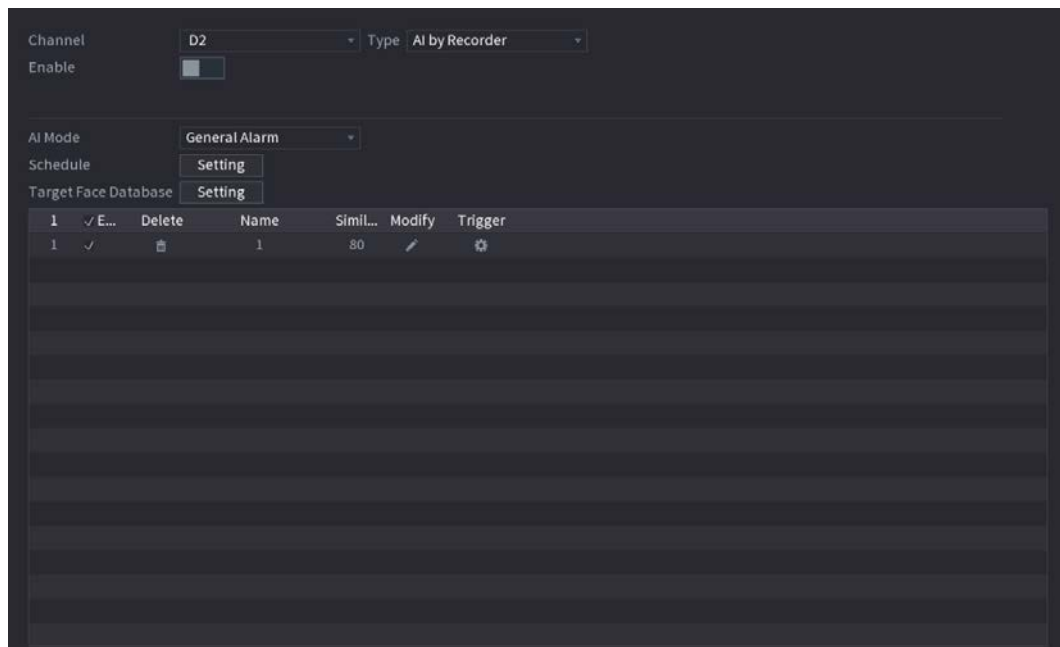 Channel D2 Type AI by Recorder
Enable
AI Mode General Alarm
Schedule Setting
Target Face Database Setting
1 E... Delete Name Simil... Modify Trigger
1 1 80